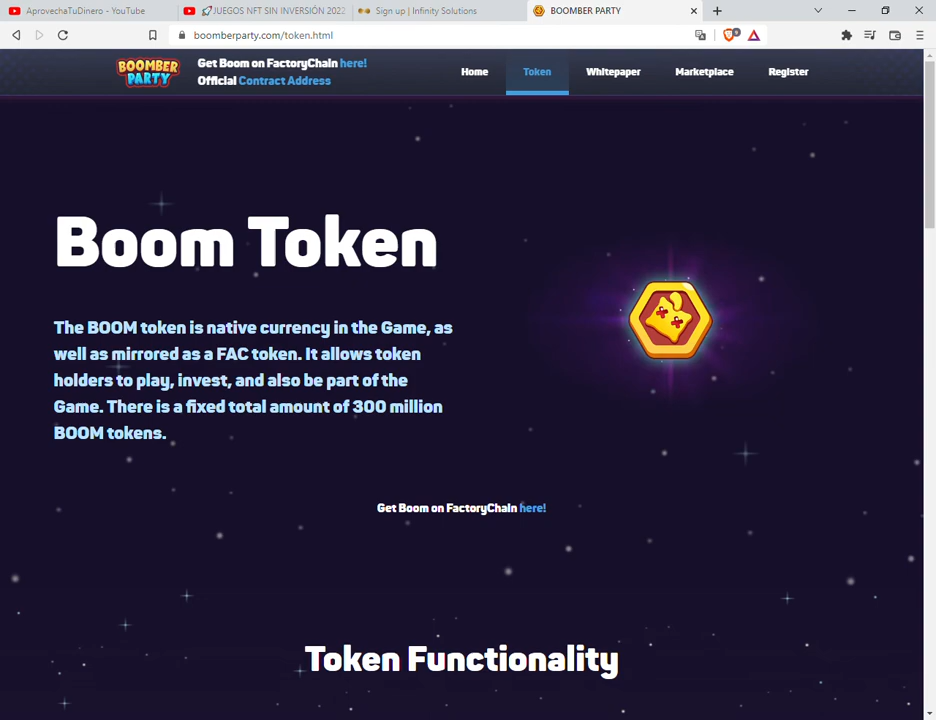 AprovechaTuDinero - YouTube
JUEGOS NFT SIN INVERSIÓN 2022
Sign up | Infinity Solutions
BOOMBER PARTY
boomberparty.com/token.html
9
BOOMBER
PARTY
Get Boom on FactoryChain here!
Official Contract Address
Home
Token
Whitepaper
Marketplace
Register
Boom Token
The BOOM token is native currency in the Game, as
well as mirrored as a FAC token. It allows token
holders to play, invest, and also be part of the
Game. There is a fixed total amount of 300 million
BOOM tokens.
Get Boom on FactoryChain here!
Token Functionality